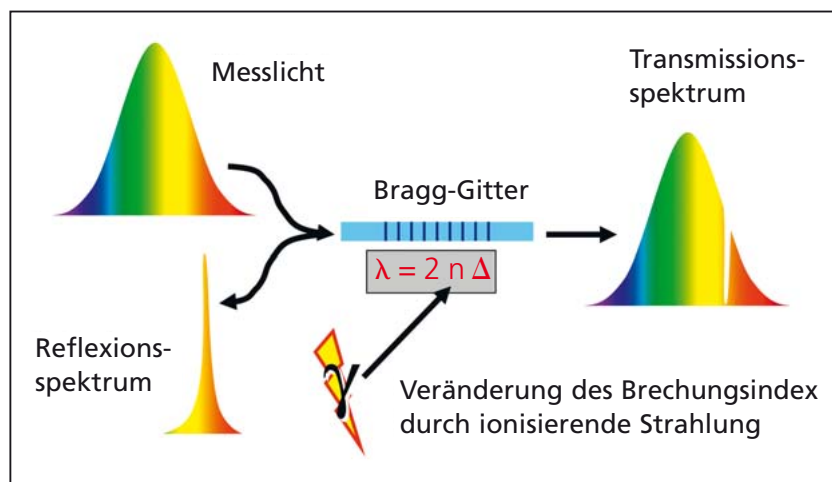 Messlicht
Transmissions-
spektrum
Bragg-Gitter
λ = 2 n Δ
Reflexions-
spektrum
γ
Veränderung des Brechungsindex
durch ionisierende Strahlung